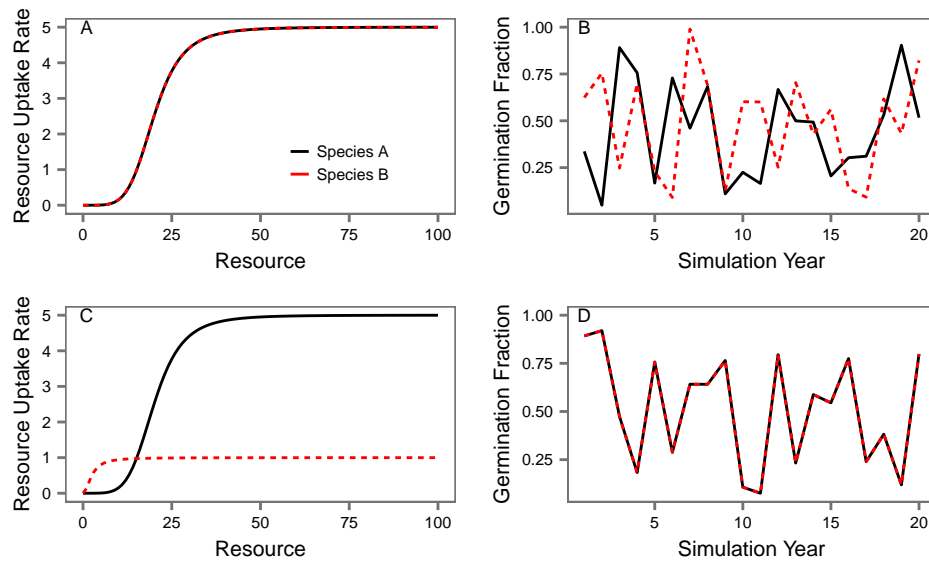 A
Resource Uptake Rate
5
4
3
2
1
0
Species A
Species B
0
25
50
75
100
Resource
B
Germination Fraction
1.00
0.75
0.50
0.25
5
10
15
20
Simulation Year
C
Resource Uptake Rate
5
4
3
2
1
0
0
25
50
75
100
Resource
D
Germination Fraction
1.00
0.75
0.50
0.25
5
10
15
20
Simulation Year